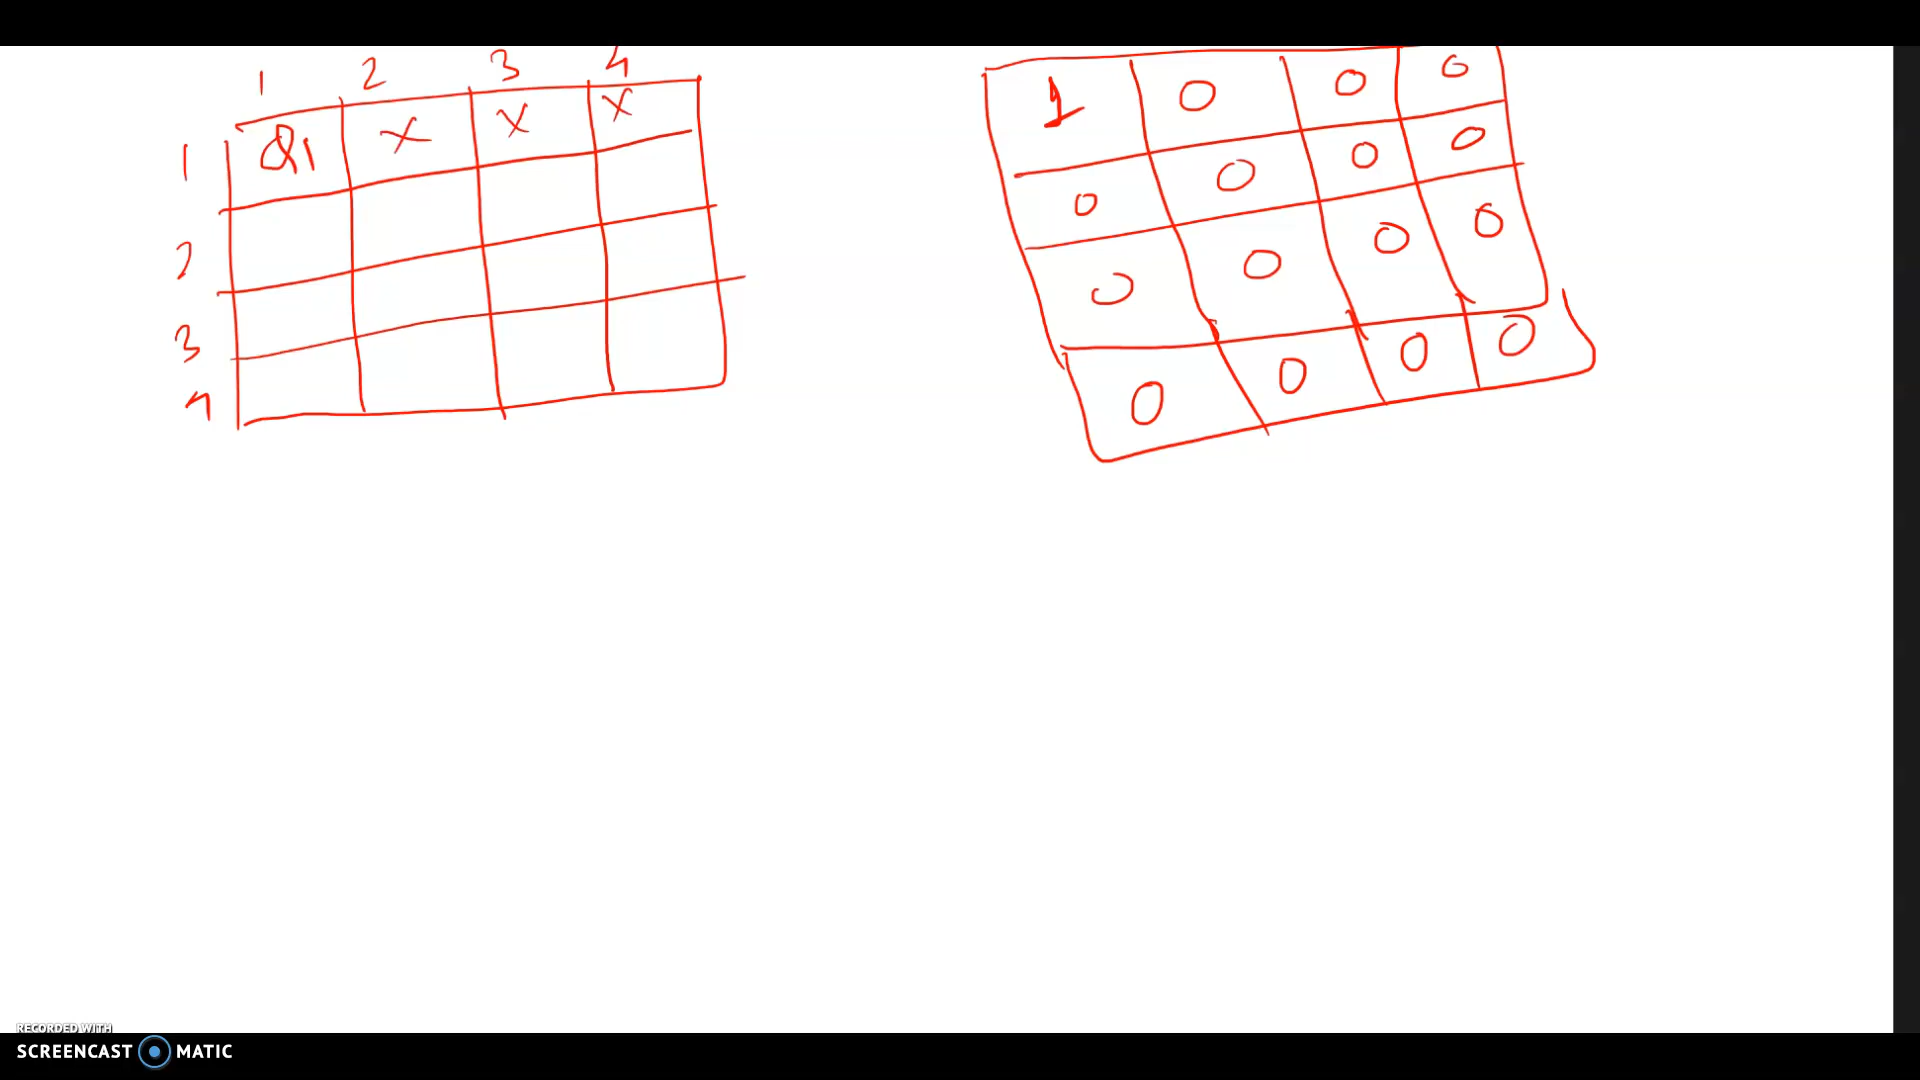 1 2 3 4
1 Q1 X X X
2
3
4
1 0 0 0
0 0 0 0
0 0 0 0
0 0 0 0
RECORDED WITH
SCREENCAST MATIC